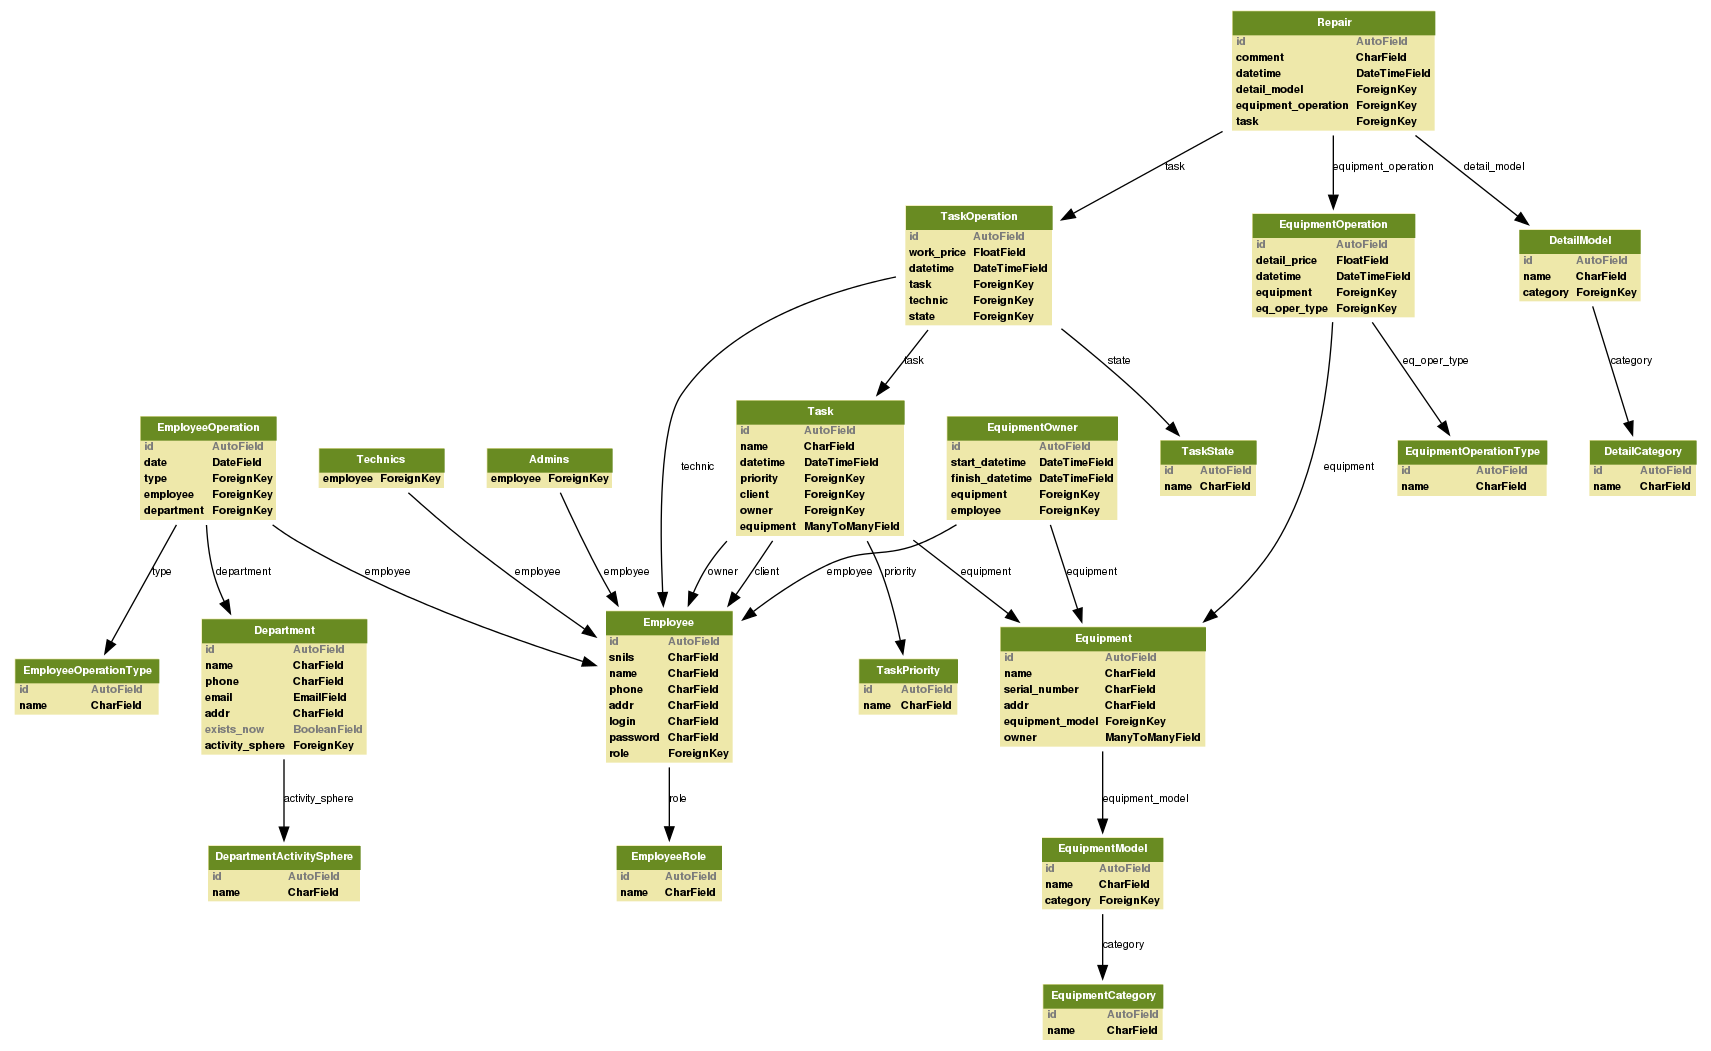 Repair
id AutoField
comment CharField
datetime DateTimeField
detail_model ForeignKey
equipment_operation ForeignKey
task ForeignKey
task
equipment_operation
detail_model
TaskOperation
id AutoField
work_price FloatField
datetime DateTimeField
task ForeignKey
technic ForeignKey
state ForeignKey
EquipmentOperation
id AutoField
detail_price FloatField
datetime DateTimeField
equipment ForeignKey
eq_oper_type ForeignKey
DetailModel
id AutoField
name CharField
category ForeignKey
task
state
eq_oper_type
category
EmployeeOperation
id AutoField
date DateField
type ForeignKey
employee ForeignKey
department ForeignKey
Technics
employee ForeignKey
Admins
employee ForeignKey
technic
Task
id AutoField
name CharField
datetime DateTimeField
priority ForeignKey
client ForeignKey
owner ForeignKey
equipment ManyToManyField
EquipmentOwner
id AutoField
start_datetime DateTimeField
finish_datetime DateTimeField
equipment ForeignKey
employee ForeignKey
TaskState
id AutoField
name CharField
equipment
EquipmentOperationType
id AutoField
name CharField
DetailCategory
id AutoField
name CharField
type
department
employee
employee
employee
owner
client
employee
priority
equipment
equipment
EmployeeOperationType
id AutoField
name CharField
Department
id AutoField
name CharField
phone CharField
email EmailField
addr CharField
exists_now BooleanField
activity_sphere ForeignKey
Employee
id AutoField
snils CharField
name CharField
phone CharField
addr CharField
login CharField
password CharField
role ForeignKey
TaskPriority
id AutoField
name CharField
Equipment
id AutoField
name CharField
serial_number CharField
addr CharField
equipment_model ForeignKey
owner ManyToManyField
activity_sphere
role
equipment_model
DepartmentActivitySphere
id AutoField
name CharField
EmployeeRole
id AutoField
name CharField
EquipmentModel
id AutoField
name CharField
category ForeignKey
category
EquipmentCategory
id AutoField
name CharField